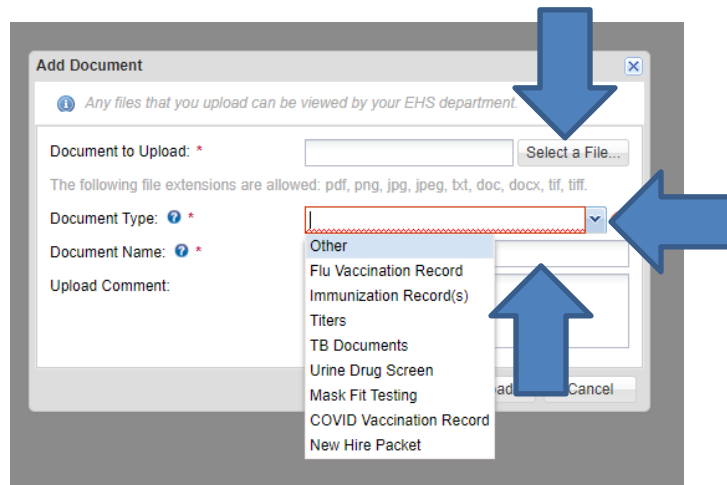 Add Document
Any files that you upload can be viewed by your EHS department.
Document to Upload: *
Select a File...
The following file extensions are allowed: pdf, png, jpg, jpeg, txt, doc, docx, tif, tiff.
Document Type: *
Document Name: *
Upload Comment:
Other
Flu Vaccination Record
Immunization Record(s)
Titers
TB Documents
Urine Drug Screen
Mask Fit Testing
COVID Vaccination Record
New Hire Packet
Cancel